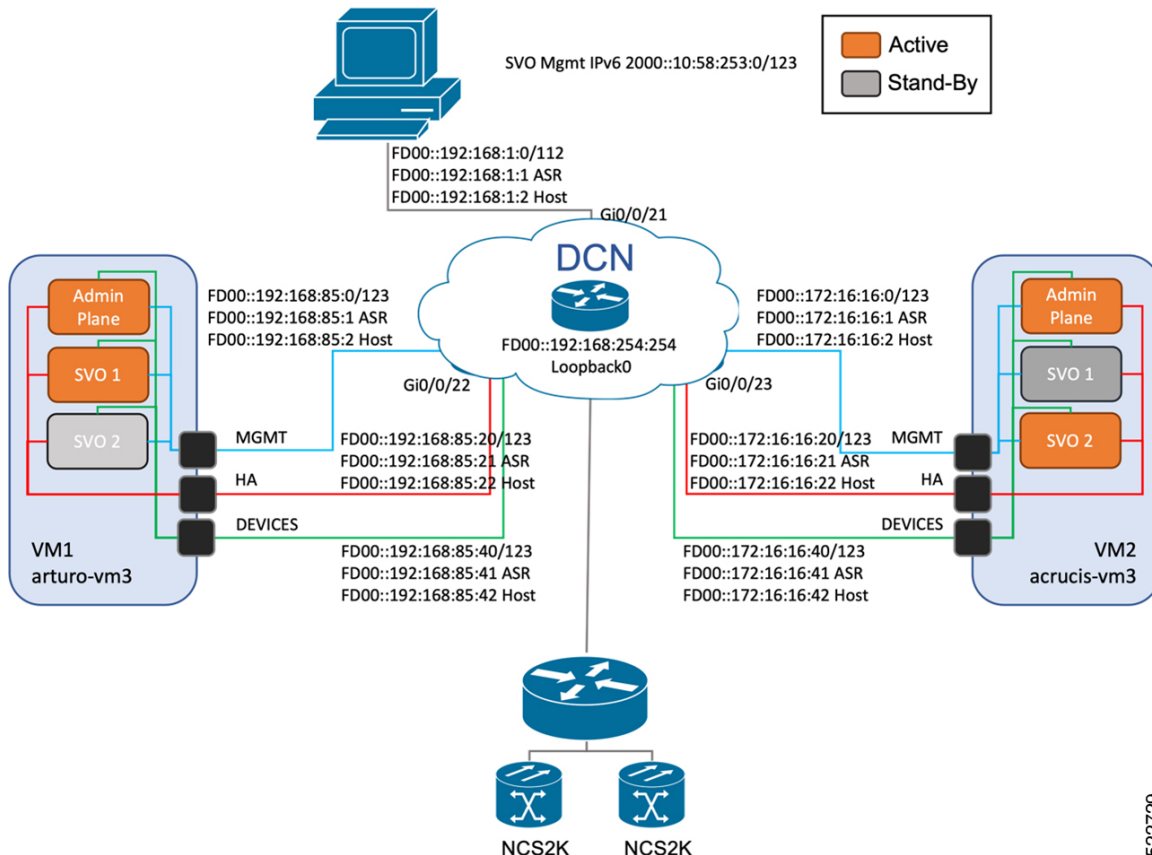 SVO Mgmt IPv6 2000::10:58:253:0/123
Active
Stand-By
FD00::192:168:1:0/112
FD00::192:168:1:1 ASR
FD00::192:168:1:2 Host
Gi0/0/21
DCN
FD00::192:168:254:254
Loopback0
Gi0/0/22
Gi0/0/23
Admin
Plane
SVO 1
SVO 2
FD00::192:168:85:0/123
FD00::192:168:85:1 ASR
FD00::192:168:85:2 Host
MGMT
HA
DEVICES
VM1
arturo-vm3
FD00::192:168:85:20/123
FD00::192:168:85:21 ASR
FD00::192:168:85:22 Host
FD00::192:168:85:40/123
FD00::192:168:85:41 ASR
FD00::192:168:85:42 Host
FD00::172:16:16:0/123
FD00::172:16:16:1 ASR
FD00::172:16:16:2 Host
FD00::172:16:16:20/123
FD00::172:16:16:21 ASR
FD00::172:16:16:22 Host
FD00::172:16:16:40/123
FD00::172:16:16:41 ASR
FD00::172:16:16:42 Host
MGMT
HA
DEVICES
Admin
Plane
SVO 1
SVO 2
VM2
acrucis-vm3
NCS2K
NCS2K